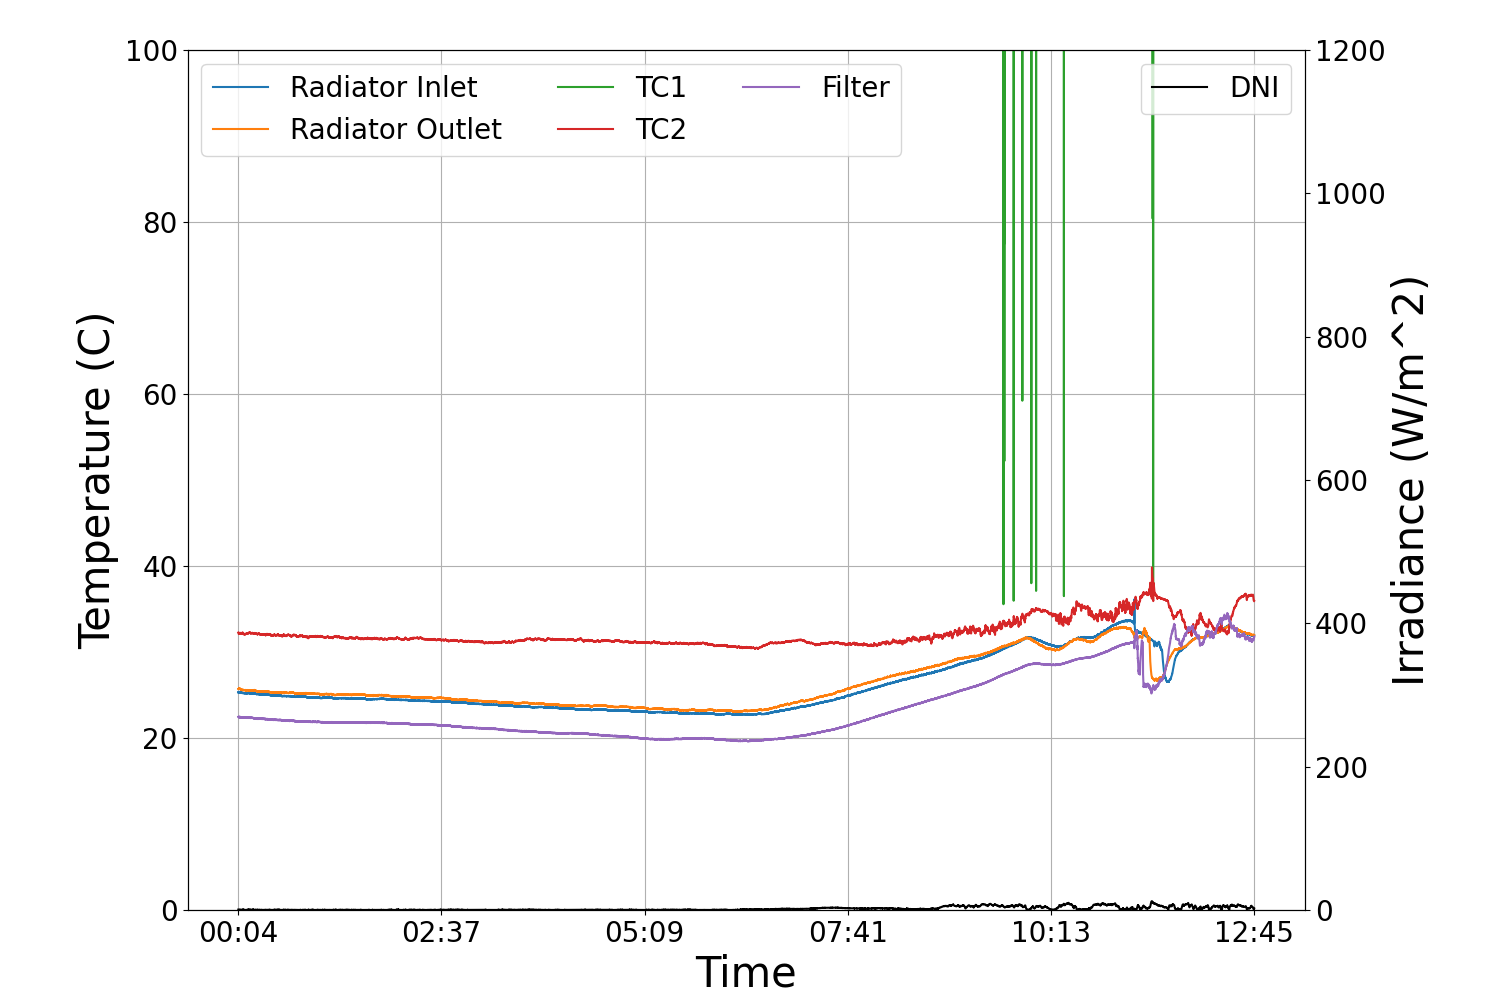 100
80
60
40
20
0
Temperature (C)
Radiator Inlet
Radiator Outlet
TC1
TC2
Filter
DNI
1200
1000
800
600
400
200
0
Irradiance (W/m^2)
00:04 02:37 05:09 07:41 10:13 12:45
Time